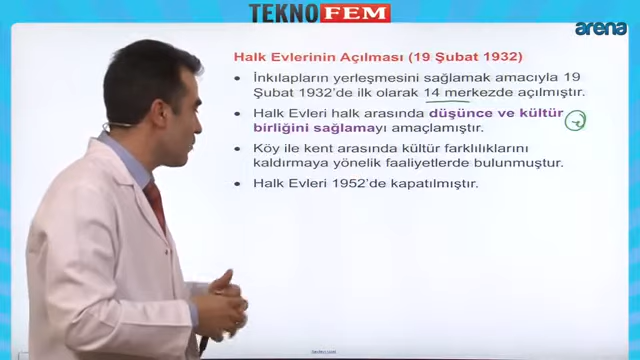 TEKNOFEM
arena
Halk Evlerinin Açılması (19 Şubat 1932)
• İnkılapların yerleşmesini sağlamak amacıyla 19
Şubat 1932'de ilk olarak 14 merkezde açılmıştır.
• Halk Evleri halk arasında düşünce ve kültür
birliğini sağlamayı amaçlamıştır.
• Köy ile kent arasında kültür farklılıklarını
kaldırmaya yönelik faaliyetlerde bulunmuştur.
• Halk Evleri 1952'de kapatılmıştır.